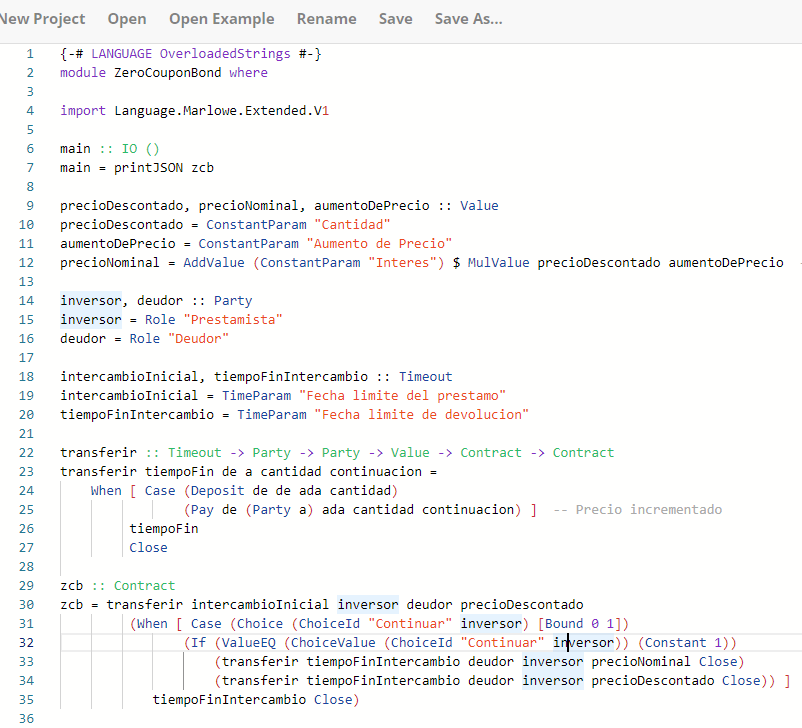 New Project Open Open Example Rename Save Save As...
1 {-# LANGUAGE OverloadedStrings #-}
2 module ZeroCouponBond where
3
4 import Language.Marlowe.Extended.V1
5
6 main :: IO ()
7 main = printJSON zcb
8
9 precioDescontado, precioNominal, aumentoDePrecio :: Value
10 precioDescontado = ConstantParam "Cantidad"
11 aumentoDePrecio = ConstantParam "Aumento de Precio"
12 precioNominal = AddValue (ConstantParam "Interes") $ MulValue precioDescontado aumentoDePrecio
13
14 inversor, deudor :: Party
15 inversor = Role "Prestamista"
16 deudor = Role "Deudor"
17
18 intercambioInicial, tiempoFinIntercambio :: Timeout
19 intercambioInicial = TimeParam "Fecha limite del prestamo"
20 tiempoFinIntercambio = TimeParam "Fecha limite de devolucion"
21
22 transferir :: Timeout -> Party -> Party -> Value -> Contract -> Contract
23 transferir tiempoFin de a cantidad continuacion =
24     When [ Case (Deposit de de ada cantidad)
25                 (Pay de (Party a) ada cantidad continuacion) ]  -- Precio incrementado
26          tiempoFin
27          Close
28
29 zcb :: Contract
30 zcb = transferir intercambioInicial inversor deudor precioDescontado
31          (When [ Case (Choice (ChoiceId "Continuar" inversor) [Bound 0 1])
32                 (If (ValueEQ (ChoiceValue (ChoiceId "Continuar" inversor)) (Constant 1))
33                     (transferir tiempoFinIntercambio deudor inversor precioNominal Close)
34                     (transferir tiempoFinIntercambio deudor inversor precioDescontado Close)) ]
35             tiempoFinIntercambio Close)
36